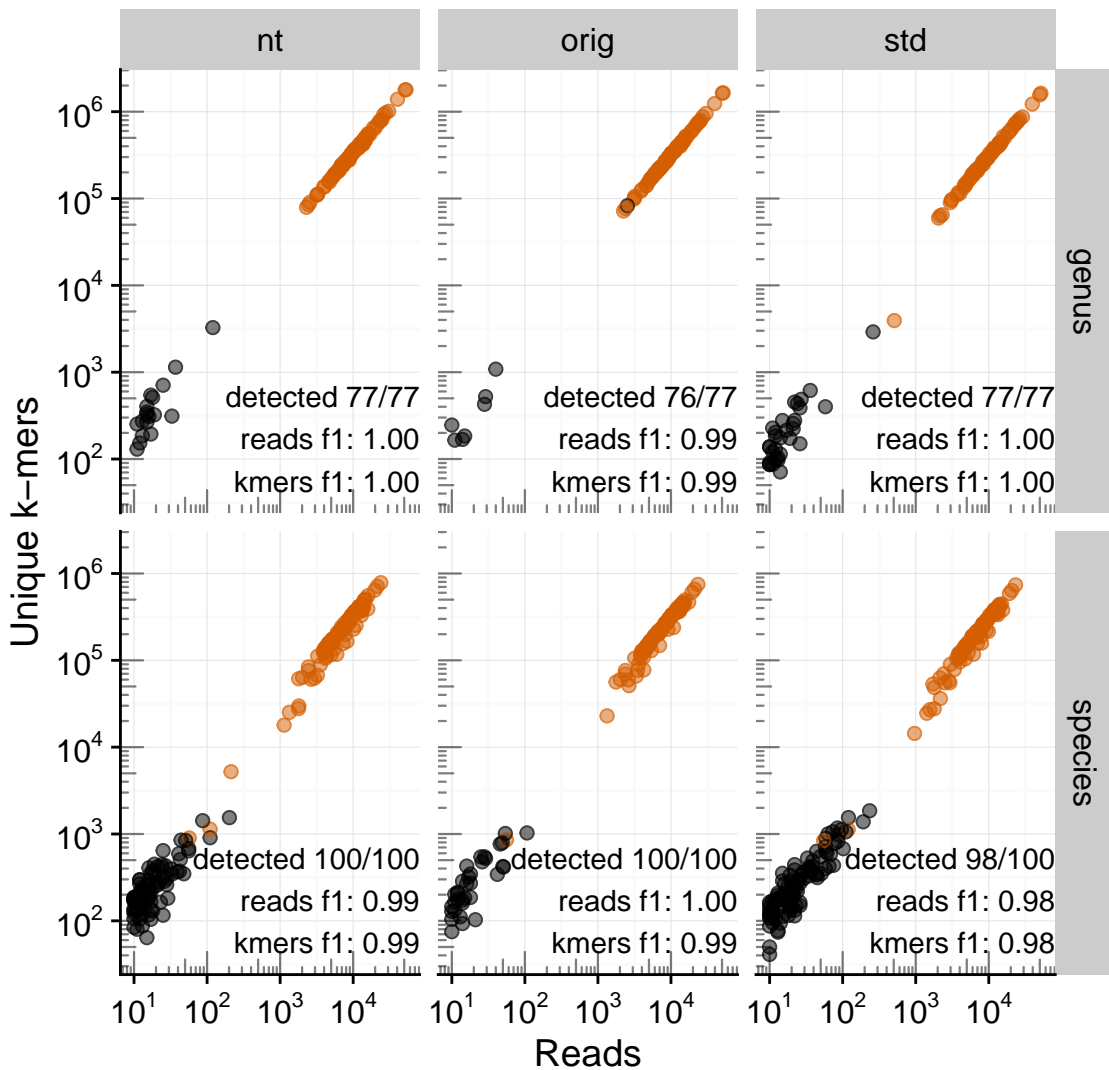 nt orig std
Unique k−mers
10^6
10^5
10^4
10^3
10^2
detected 77/77
reads f1: 1.00
kmers f1: 1.00
detected 76/77
reads f1: 0.99
kmers f1: 0.99
detected 77/77
reads f1: 1.00
kmers f1: 1.00
genus
10^6
10^5
10^4
10^3
10^2
detected 100/100
reads f1: 0.99
kmers f1: 0.99
detected 100/100
reads f1: 1.00
kmers f1: 0.99
detected 98/100
reads f1: 0.98
kmers f1: 0.98
species
10^1 10^2 10^3 10^4 10^1 10^2 10^3 10^4 10^1 10^2 10^3 10^4
Reads